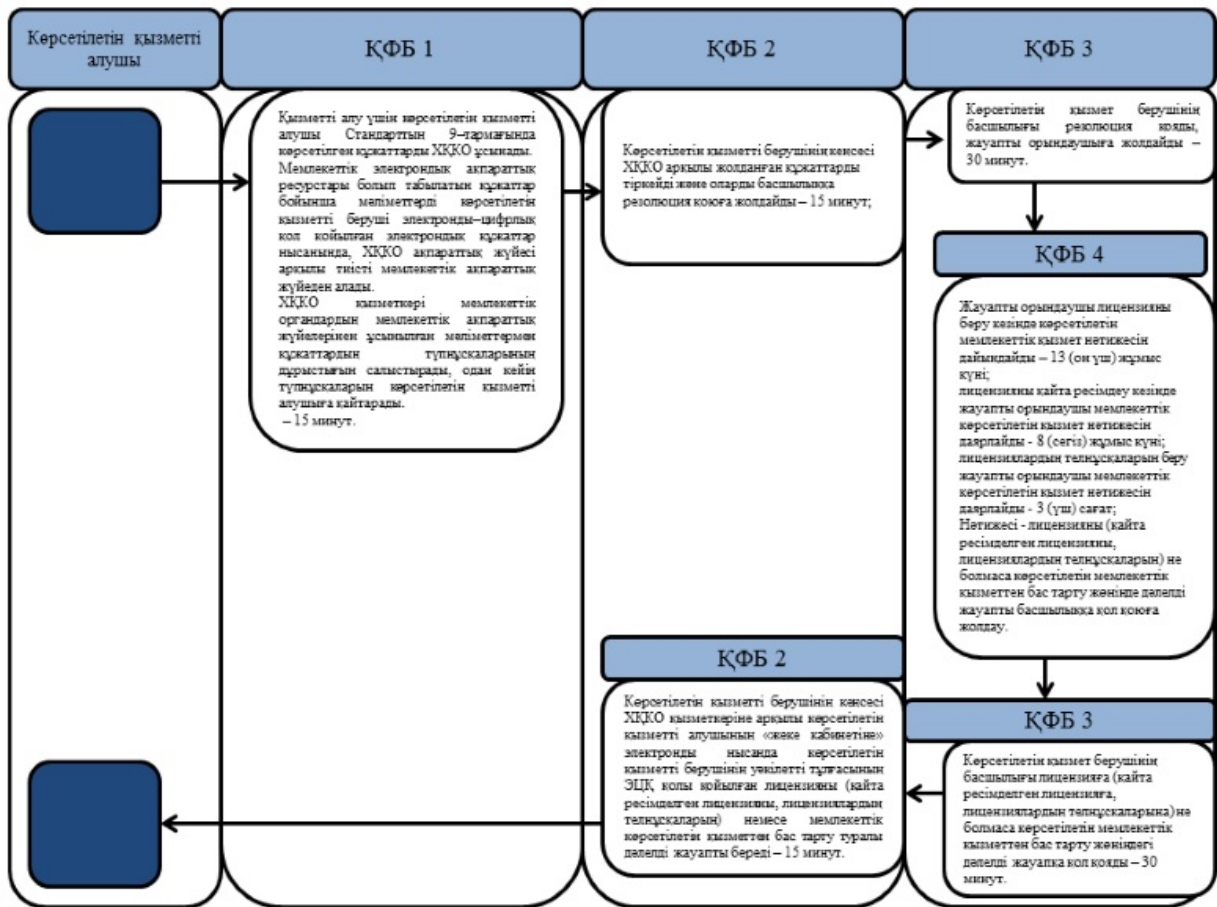 Көрсетілетін қызметті
алушы
ҚФБ 1
ҚФБ 2
ҚФБ 3
Қызметті алу үшін көрсетілетін қызметті
алушы Стандарттың 9–тармағында
көрсетілген құжаттарды ХҚКО ұсынады.
Мемлекеттік электрондық ақпараттық
ресурстары болып табылатын құжаттар
бойынша мәліметтерді көрсетілетін
қызметті беруші электронды–цифрлық
қол қойылған электрондық құжаттар
нысанында, ХҚКО ақпараттық жүйесі
арқылы тиісті мемлекеттік ақпараттық
жүйеден алады.
ХҚКО қызметкері мемлекеттік
органдардың мемлекеттік ақпараттық
жүйелерінен ұсынылған мәліметтермен
құжаттардың түпнұсқаларының
дұрыстығын салыстырады, одан кейін
түпнұсқаларын көрсетілетін қызметті
алушыға қайтарады.
– 15 минут.
Көрсетілетін қызметті берушінің кеңсесі
ХҚКО арқылы жолданған құжаттарды
тіркейді және оларды басшылыққа
резолюция қоюға жолдайды – 15 минут;
Көрсетілетін қызмет берушінің
басшылығы резолюция қояды,
жауапты орындаушыға жолдайды –
30 минут.
ҚФБ 4
Жауапты орындаушы лицензияны
беру кезінде көрсетілетін
мемлекеттік қызмет нәтижесін
дайындайды – 13 (он үш) жұмыс
күні;
лицензияны қайта ресімдеу кезінде
жауапты орындаушы мемлекеттік
көрсетілетін қызмет нәтижесін
даярлайды - 8 (сегіз) жұмыс күні;
лицензиялардың телнұсқаларын беру
жауапты орындаушы мемлекеттік
көрсетілетін қызмет нәтижесін
даярлайды - 3 (үш) сағат;
Нәтижесі - лицензияны (қайта
ресімделген лицензияны,
лицензиялардың телнұсқаларын) не
болмаса көрсетілетін мемлекеттік
қызметтен бас тарту жөнінде дәлелді
жауапты басшылыққа қол қоюға
жолдау.
ҚФБ 2
Көрсетілетін қызметті берушінің кеңсесі
ХҚКО қызметкеріне арқылы көрсетілетін
қызметті алушының «жеке кабинетіне»
электронды нысанда көрсетілетін
қызметті берушінің уәкілетті тұлғасының
ЭЦҚ қолы қойылған лицензияны (қайта
ресімделген лицензияны, лицензиялардың
телнұсқаларын) немесе мемлекеттік
көрсетілетін қызметтен бас тарту туралы
дәлелді жауапты береді – 15 минут.
ҚФБ 3
Көрсетілетін қызмет берушінің
басшылығы лицензияға (қайта
ресімделген лицензияға,
лицензиялардың телнұсқаларына) не
болмаса көрсетілетін мемлекеттік
қызметтен бас тарту жөніндегі
дәлелді жауапқа қол қояды – 30
минут.